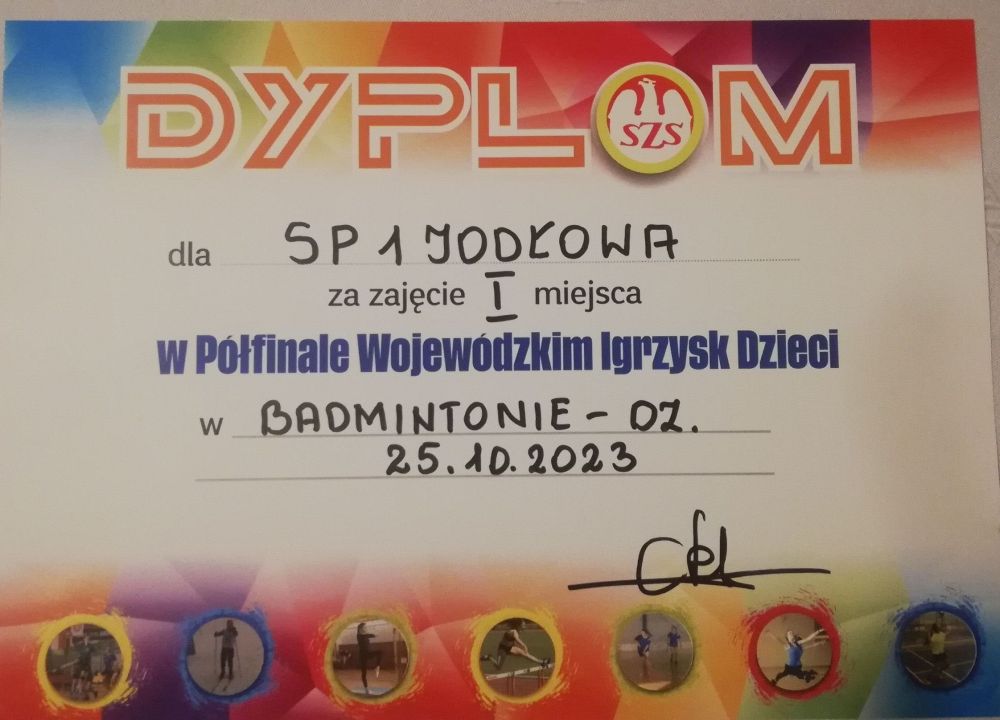 DYPLOM
SZS
dla SP 1 JODŁOWA
za zajęcie I miejsca
w Półfinale Wojewódzkim Igrzysk Dzieci
w BADMINTONIE - DZ.
25.10.2023